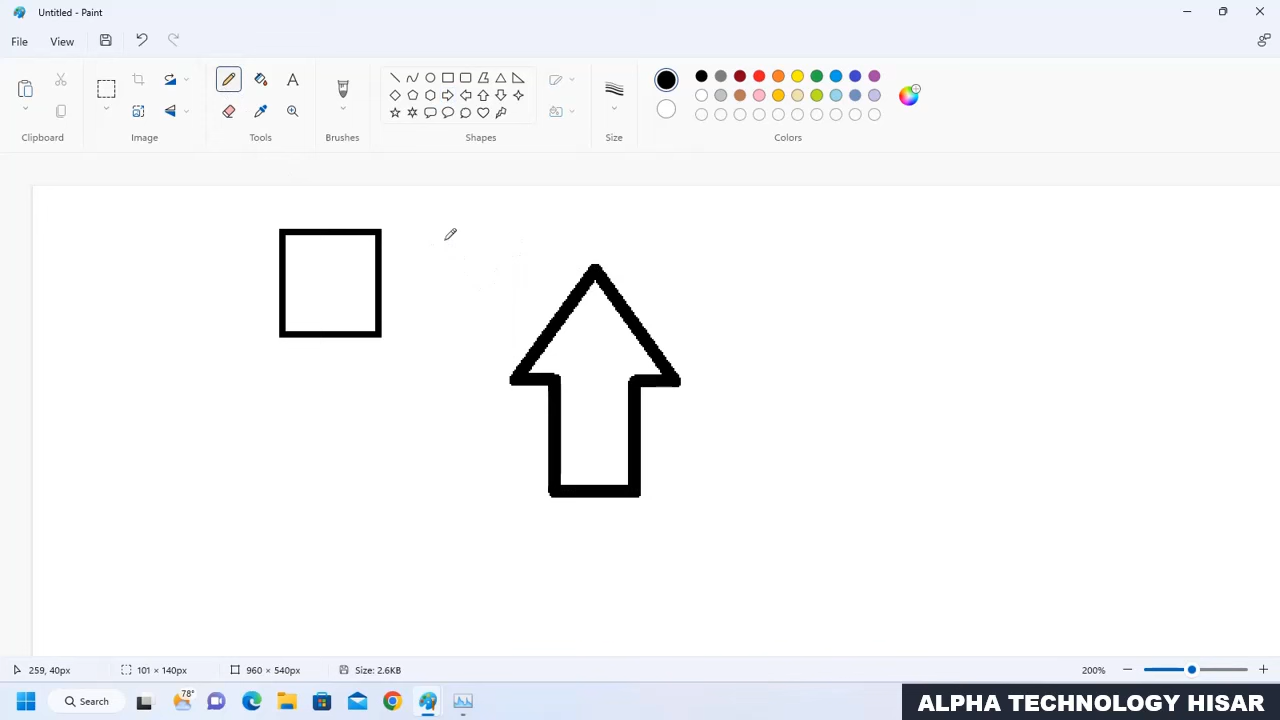 Untitled - Paint
File View
Clipboard Image Tools Brushes Shapes Size Colors
259, 40px 101 × 140px 960 × 540px Size: 2.6KB 200%
Search 78°
ALPHA TECHNOLOGY HISAR